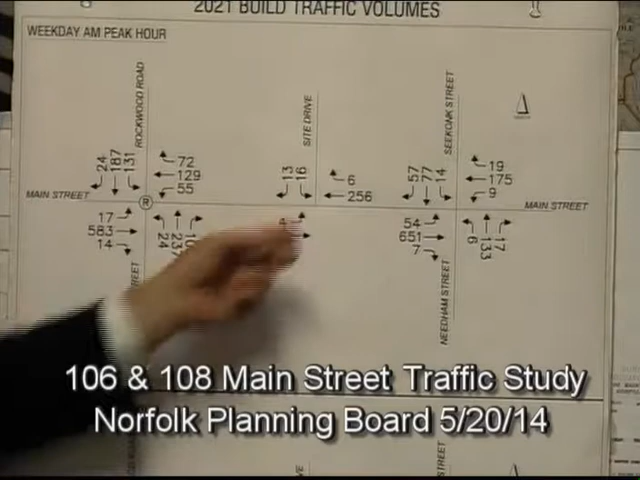 2021 BUILD TRAFFIC VOLUMES
WEEKDAY AM PEAK HOUR
ROCKWOOD ROAD
SITE DRIVE
SEEKONK STREET
24 187 131
72
129
55
13 16
6
256
57 77 14
19
175
9
MAIN STREET
R
MAIN STREET
17
583
14
24 237
54
651
7
6 133 17
STREET
NEEDHAM STREET
106 & 108 Main Street Traffic Study
Norfolk Planning Board 5/20/14
STREET